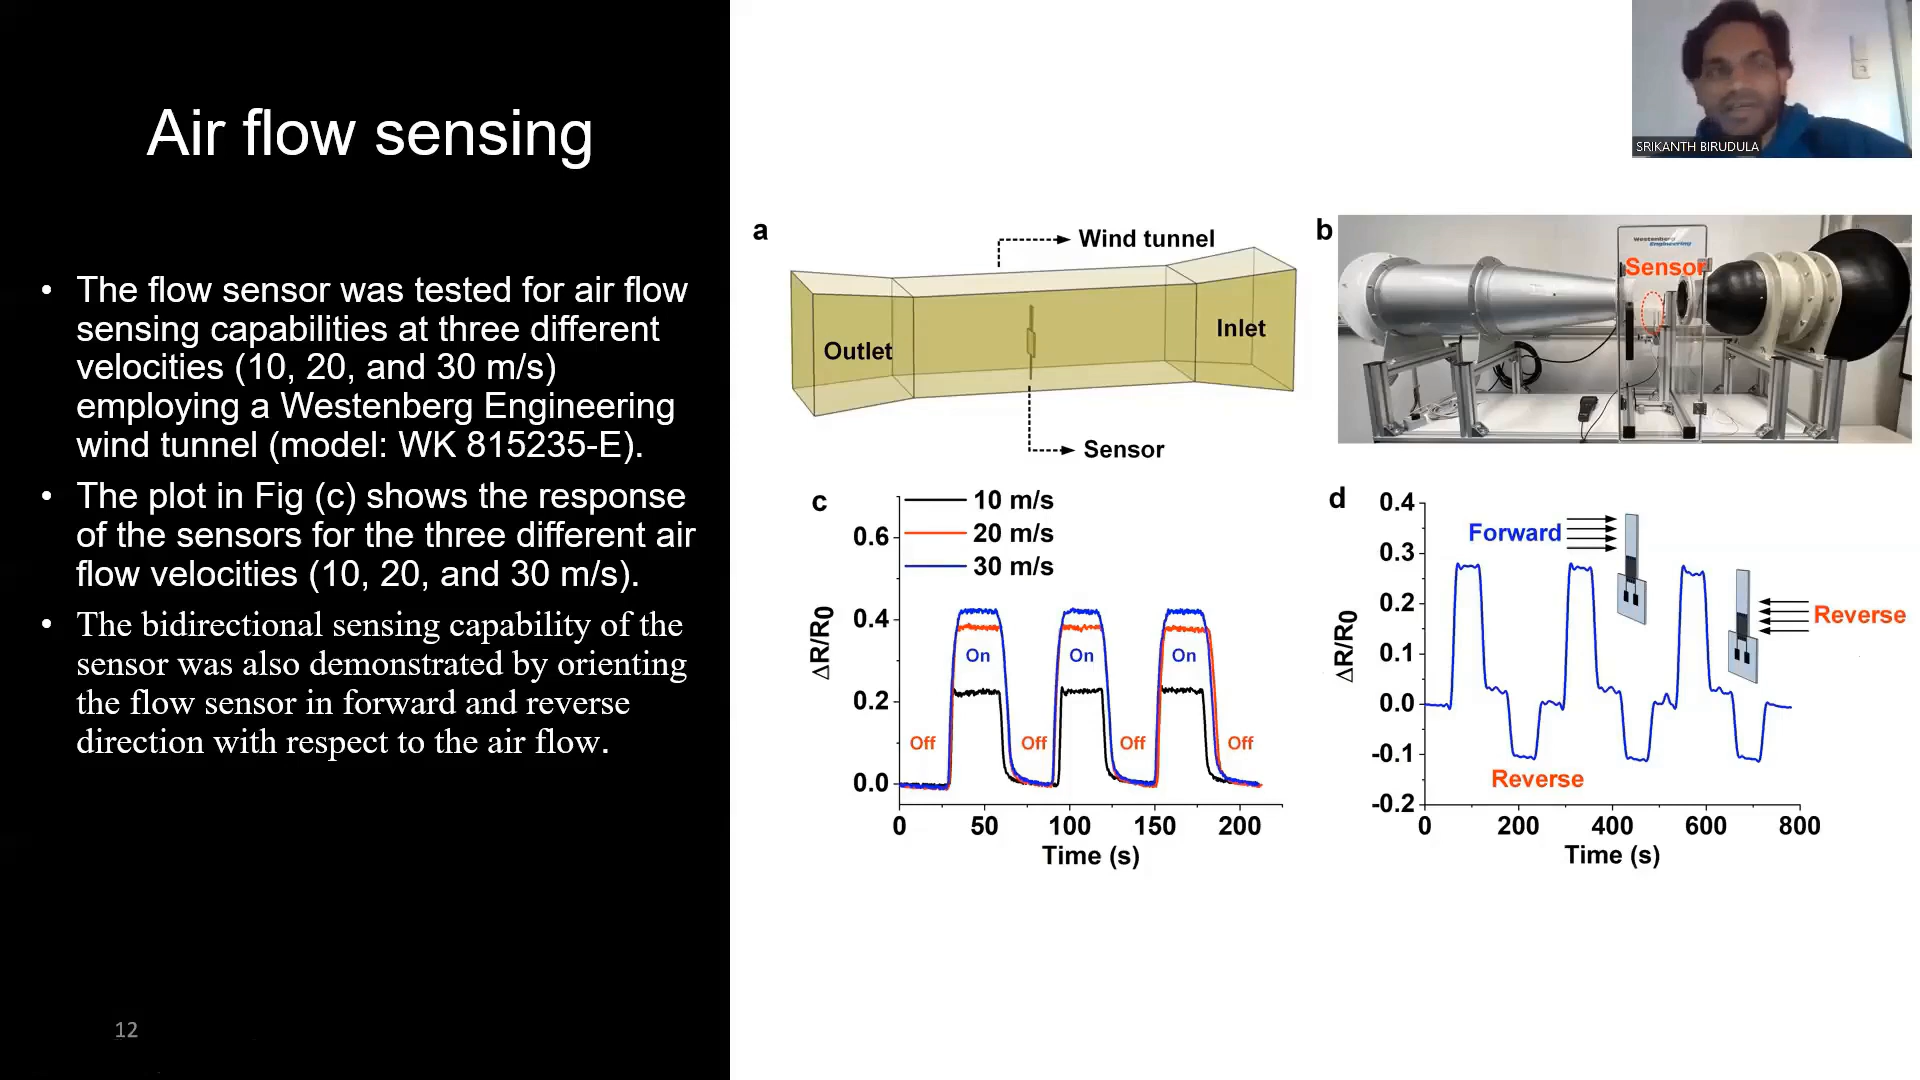 Air flow sensing
• The flow sensor was tested for air flow
sensing capabilities at three different
velocities (10, 20, and 30 m/s)
employing a Westenberg Engineering
wind tunnel (model: WK 815235-E).
• The plot in Fig (c) shows the response
of the sensors for the three different air
flow velocities (10, 20, and 30 m/s).
• The bidirectional sensing capability of the
sensor was also demonstrated by orienting
the flow sensor in forward and reverse
direction with respect to the air flow.
12
SRIKANTH BIRUDULA
a
Wind tunnel
Outlet
Inlet
Sensor
b
Westenberg
Engineering
Sensor
c
10 m/s
20 m/s
30 m/s
0.6
0.4
0.2
0.0
ΔR/R0
On On On
Off Off Off Off
0 50 100 150 200
Time (s)
d
0.4
0.3
0.2
0.1
0.0
-0.1
-0.2
ΔR/R0
Forward
Reverse
Reverse
0 200 400 600 800
Time (s)